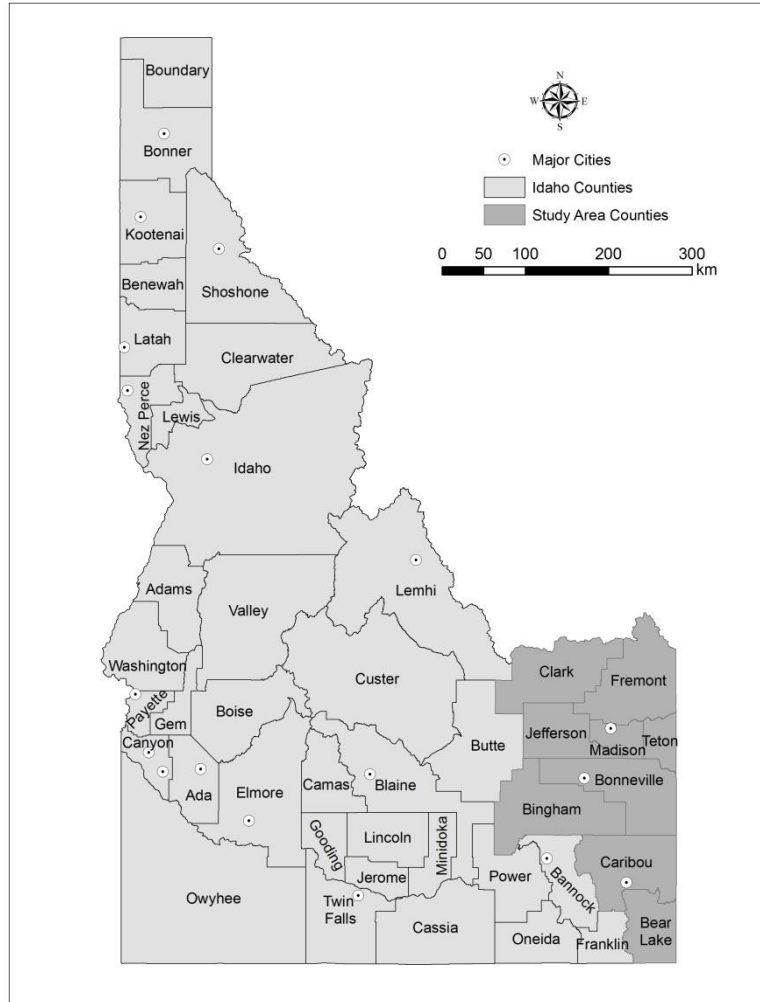 N
W E
S
Major Cities
Idaho Counties
Study Area Counties
0 50 100 200 300
km
Boundary
Bonner
Kootenai
Shoshone
Benewah
Latah
Clearwater
Nez Perce
Lewis
Idaho
Lemhi
Adams
Valley
Washington
Custer
Clark
Fremont
Payette
Gem
Boise
Butte
Jefferson
Madison
Teton
Canyon
Ada
Elmore
Camas
Blaine
Bonneville
Bingham
Gooding
Lincoln
Minidoka
Jerome
Power
Bannock
Caribou
Owyhee
Twin
Falls
Cassia
Oneida
Franklin
Bear
Lake